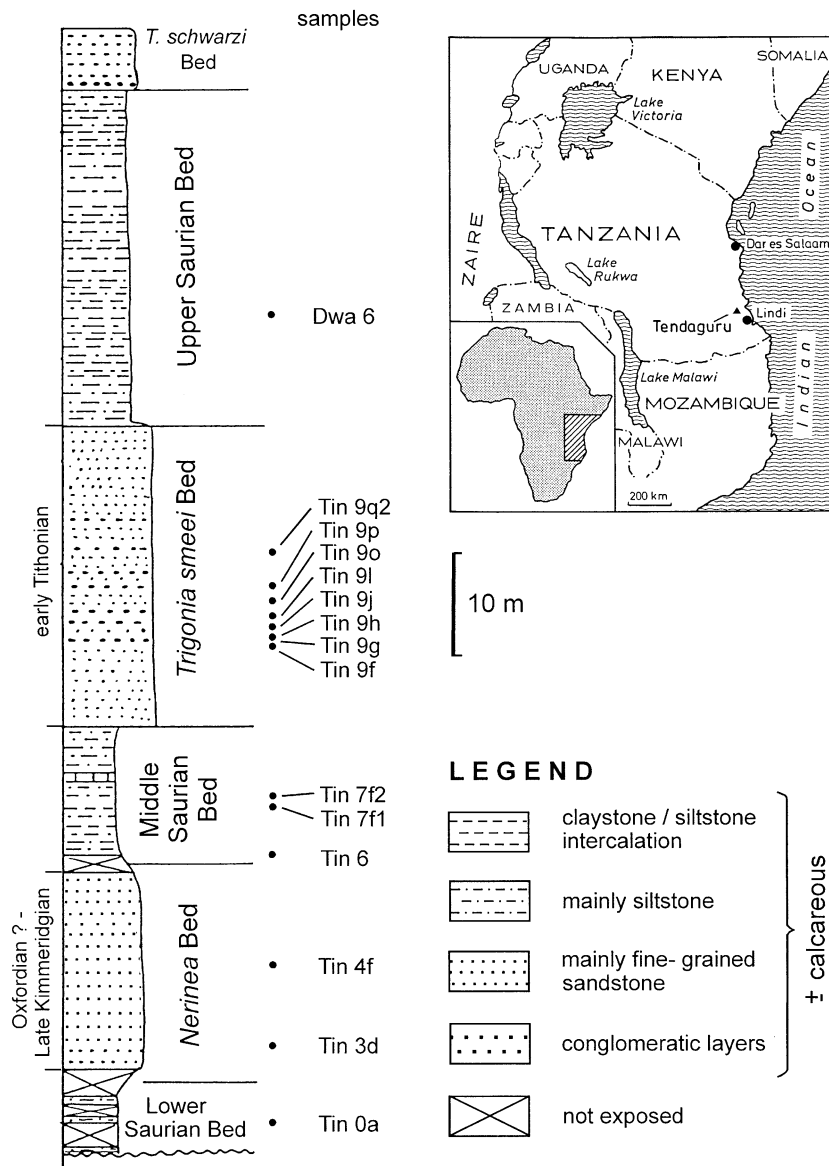 samples
T. schwarzi
Bed
Upper Saurian Bed
Dwa 6
early Tithonian
Trigonia smeei Bed
Tin 9q2
Tin 9p
Tin 9o
Tin 9l
Tin 9j
Tin 9h
Tin 9g
Tin 9f
Middle
Saurian
Bed
Tin 7f2
Tin 7f1
Tin 6
Oxfordian ? -
Late Kimmeridgian
Nerinea Bed
Tin 4f
Tin 3d
Lower
Saurian Bed
Tin 0a
UGANDA
KENYA
SOMALIA
Lake
Victoria
ZAIRE
TANZANIA
Ocean
Dar es Salaam
Lake
Rukwa
ZAMBIA
Tendaguru
Lindi
Lake Malawi
MOZAMBIQUE
Indian
MALAWI
200 km
10 m
LEGEND
claystone / siltstone
intercalation
mainly siltstone
mainly fine- grained
sandstone
conglomeratic layers
not exposed
± calcareous